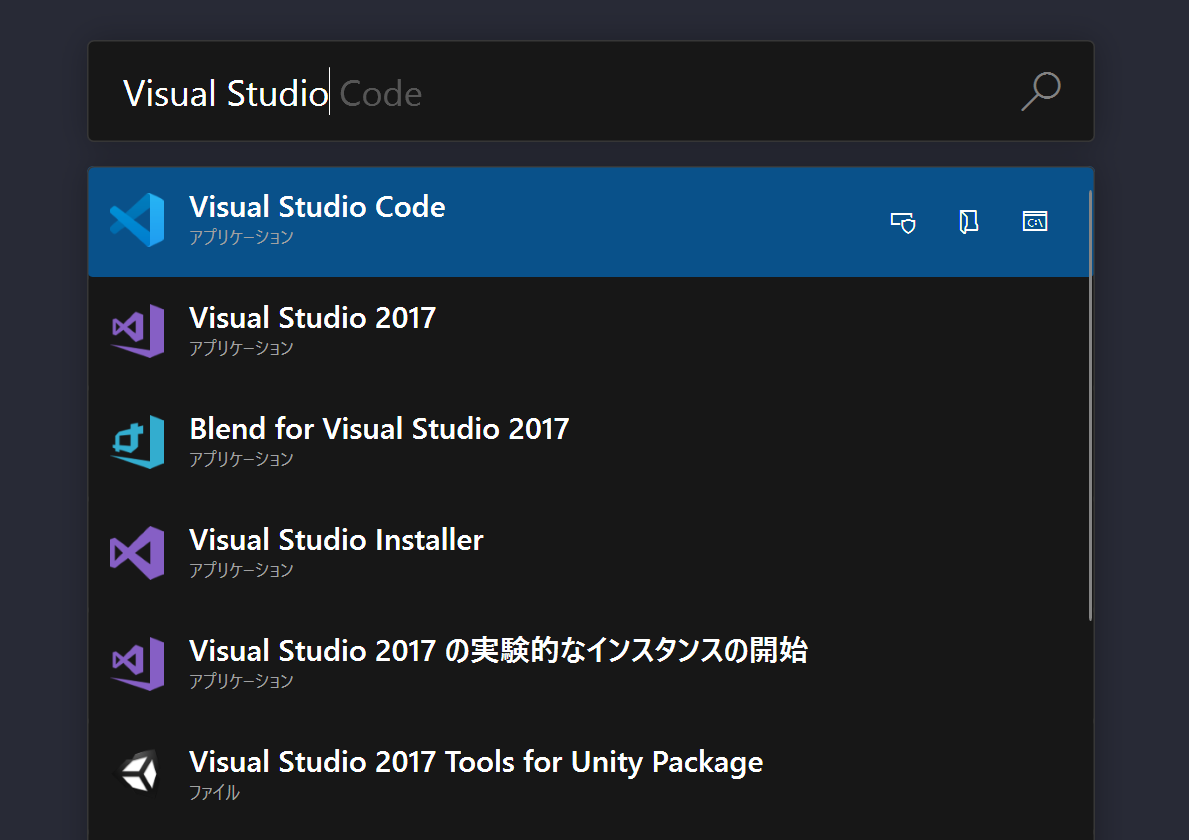 Visual Studio Code
Visual Studio Code
アプリケーション
C:\
Visual Studio 2017
アプリケーション
Blend for Visual Studio 2017
アプリケーション
Visual Studio Installer
アプリケーション
Visual Studio 2017 の実験的なインスタンスの開始
アプリケーション
Visual Studio 2017 Tools for Unity Package
ファイル